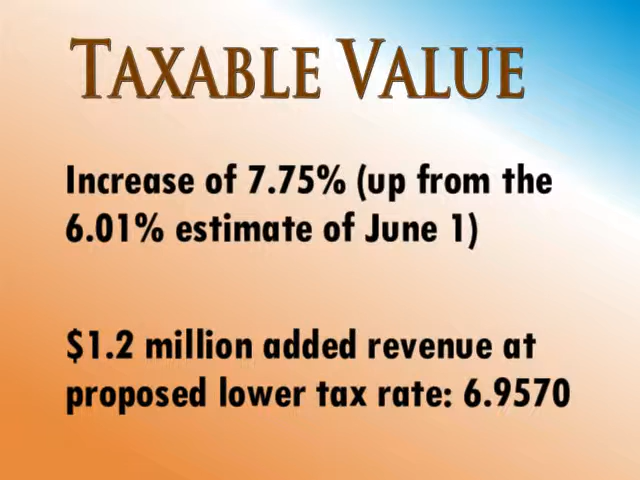 TAXABLE VALUE
Increase of 7.75% (up from the
6.01% estimate of June 1)
$1.2 million added revenue at
proposed lower tax rate: 6.9570